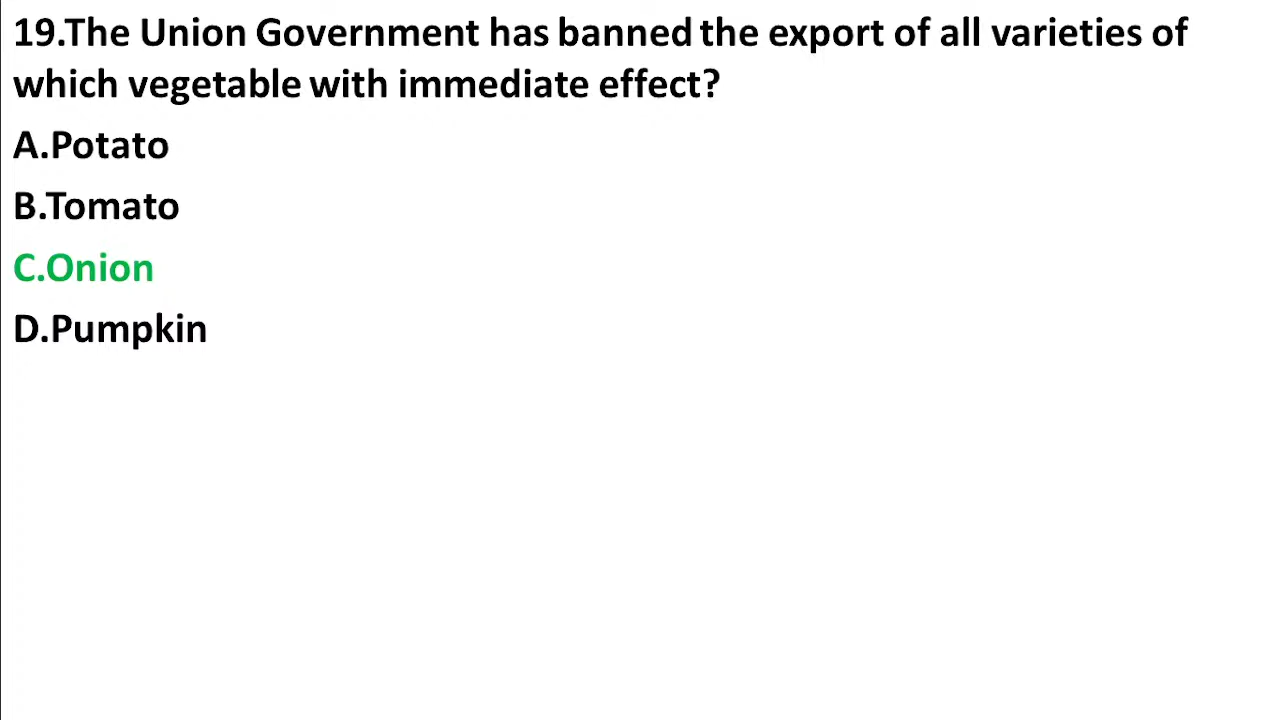 19.The Union Government has banned the export of all varieties of
which vegetable with immediate effect?
A.Potato
B.Tomato
C.Onion
D.Pumpkin